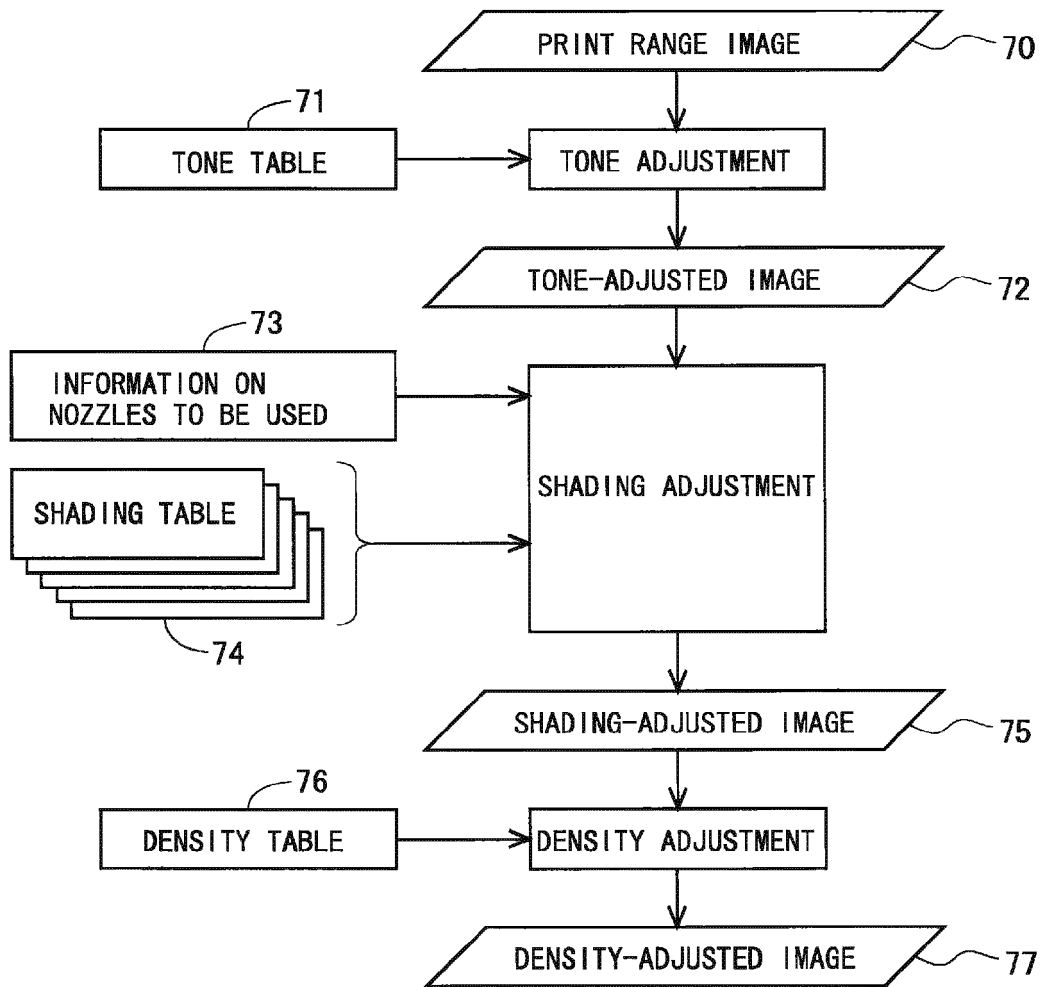 PRINT RANGE IMAGE
70
71
TONE TABLE
TONE ADJUSTMENT
TONE-ADJUSTED IMAGE
72
73
INFORMATION ON
NOZZLES TO BE USED
SHADING TABLE
74
SHADING ADJUSTMENT
SHADING-ADJUSTED IMAGE
75
76
DENSITY TABLE
DENSITY ADJUSTMENT
DENSITY-ADJUSTED IMAGE
77